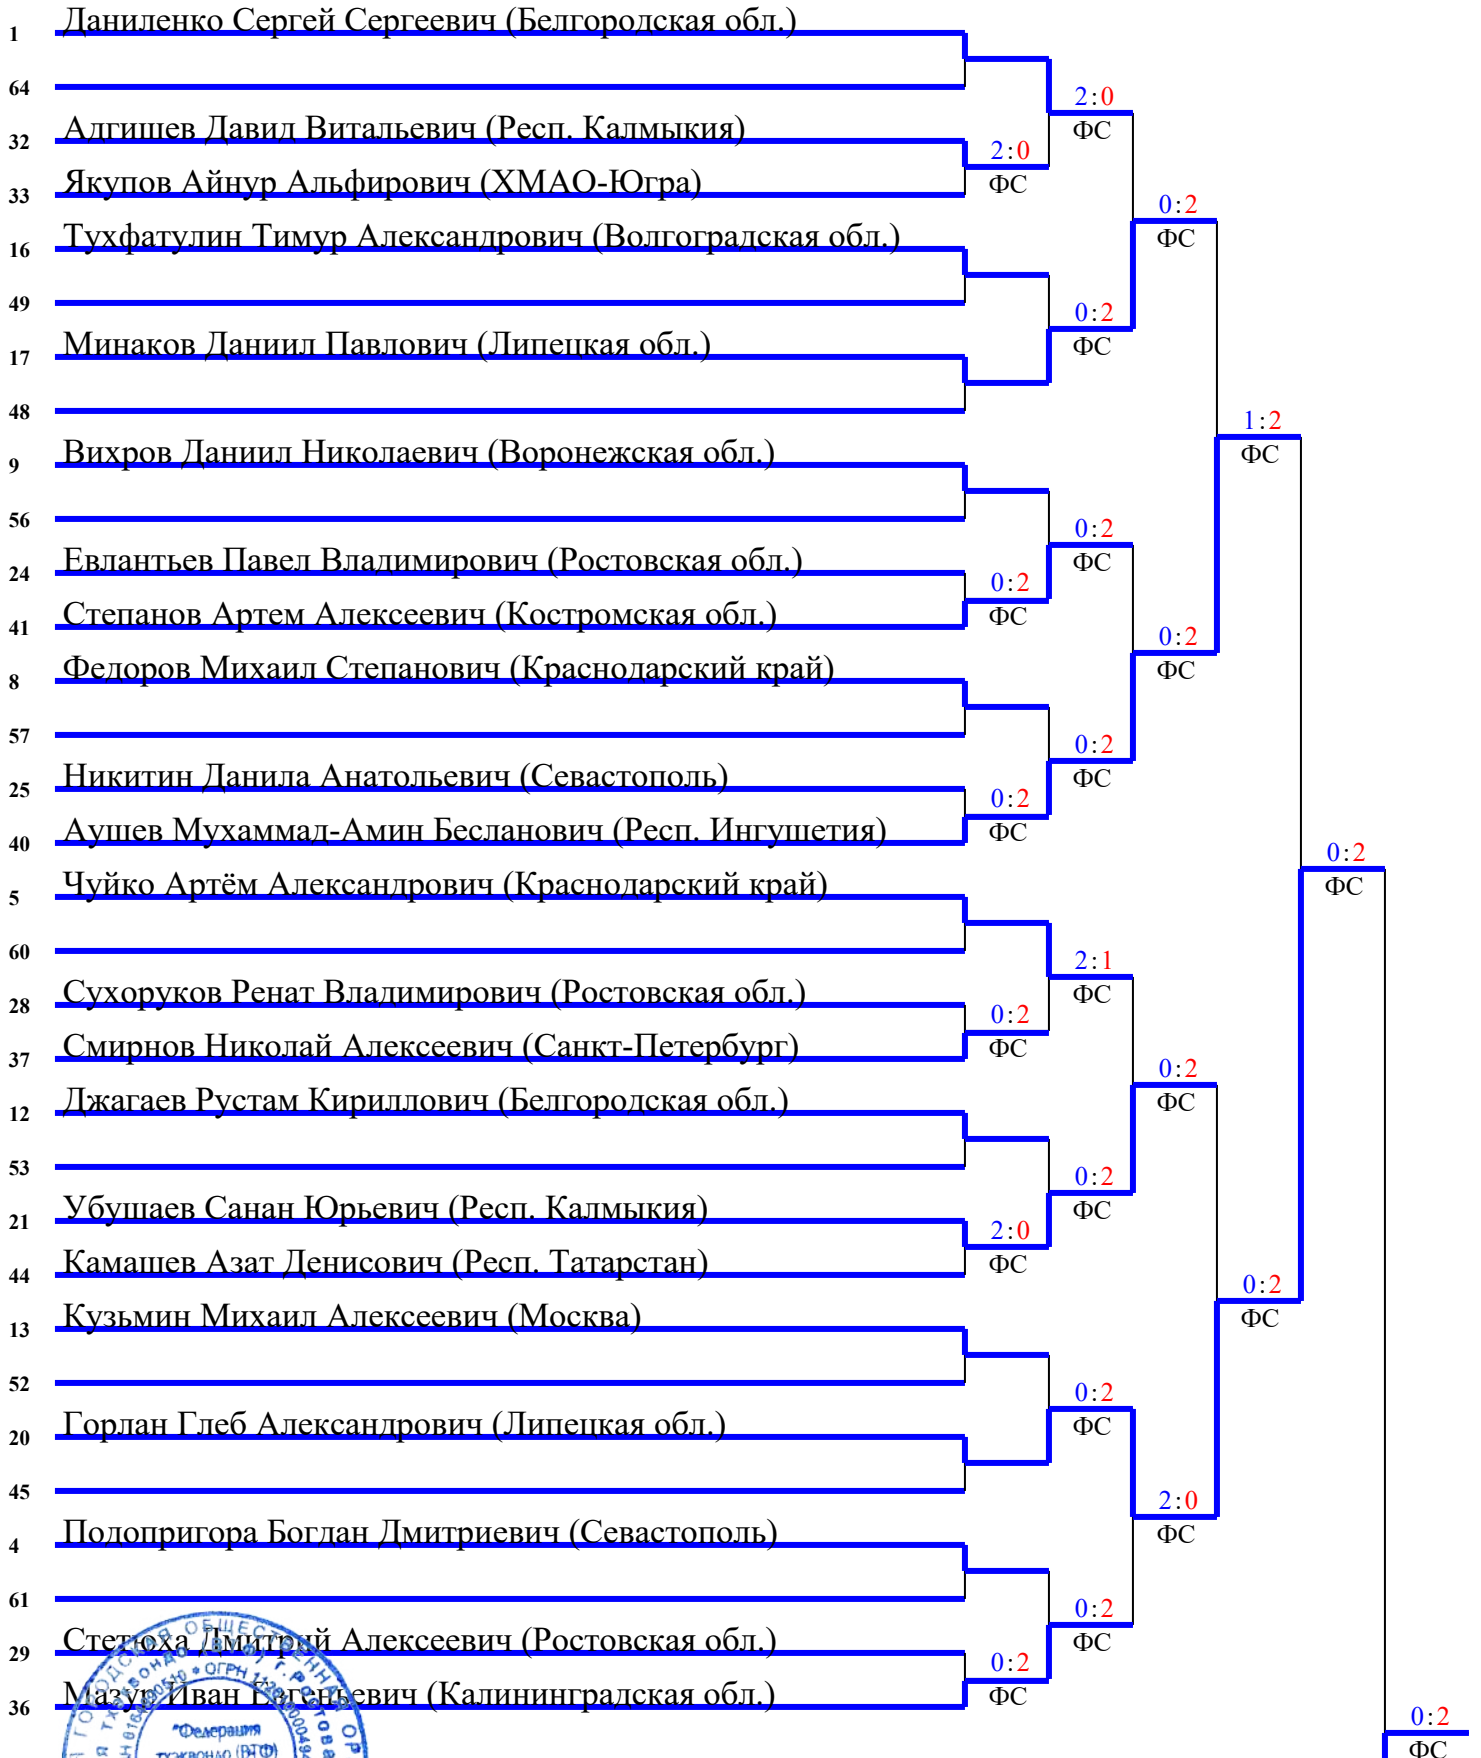 1 Даниленко Сергей Сергеевич (Белгородская обл.)
64
2:0
ФС
32 Адгишев Давид Витальевич (Респ. Калмыкия)
2:0
ФС
33 Якупов Айнур Альфирович (ХМАО-Югра)
0:2
ФС
16 Тухфатулин Тимур Александрович (Волгоградская обл.)
49
0:2
ФС
17 Минаков Даниил Павлович (Липецкая обл.)
48
1:2
ФС
9 Вихров Даниил Николаевич (Воронежская обл.)
56
0:2
ФС
24 Евлантьев Павел Владимирович (Ростовская обл.)
0:2
ФС
41 Степанов Артем Алексеевич (Костромская обл.)
0:2
ФС
8 Федоров Михаил Степанович (Краснодарский край)
57
0:2
ФС
25 Никитин Данила Анатольевич (Севастополь)
0:2
ФС
40 Аушев Мухаммад-Амин Бесланович (Респ. Ингушетия)
0:2
ФС
5 Чуйко Артём Александрович (Краснодарский край)
60
2:1
ФС
28 Сухоруков Ренат Владимирович (Ростовская обл.)
0:2
ФС
37 Смирнов Николай Алексеевич (Санкт-Петербург)
0:2
ФС
12 Джагаев Рустам Кириллович (Белгородская обл.)
53
0:2
ФС
21 Убушаев Санан Юрьевич (Респ. Калмыкия)
2:0
ФС
44 Камашев Азат Денисович (Респ. Татарстан)
0:2
ФС
13 Кузьмин Михаил Алексеевич (Москва)
52
0:2
ФС
20 Горлан Глеб Александрович (Липецкая обл.)
45
2:0
ФС
4 Подопригора Богдан Дмитриевич (Севастополь)
61
0:2
ФС
29 Стетюха Дмитрий Алексеевич (Ростовская обл.)
0:2
ФС
36 Мазур Иван Евгеньевич (Калининградская обл.)
0:2
ФС
"Федерация
тхэквондо (ВТФ)